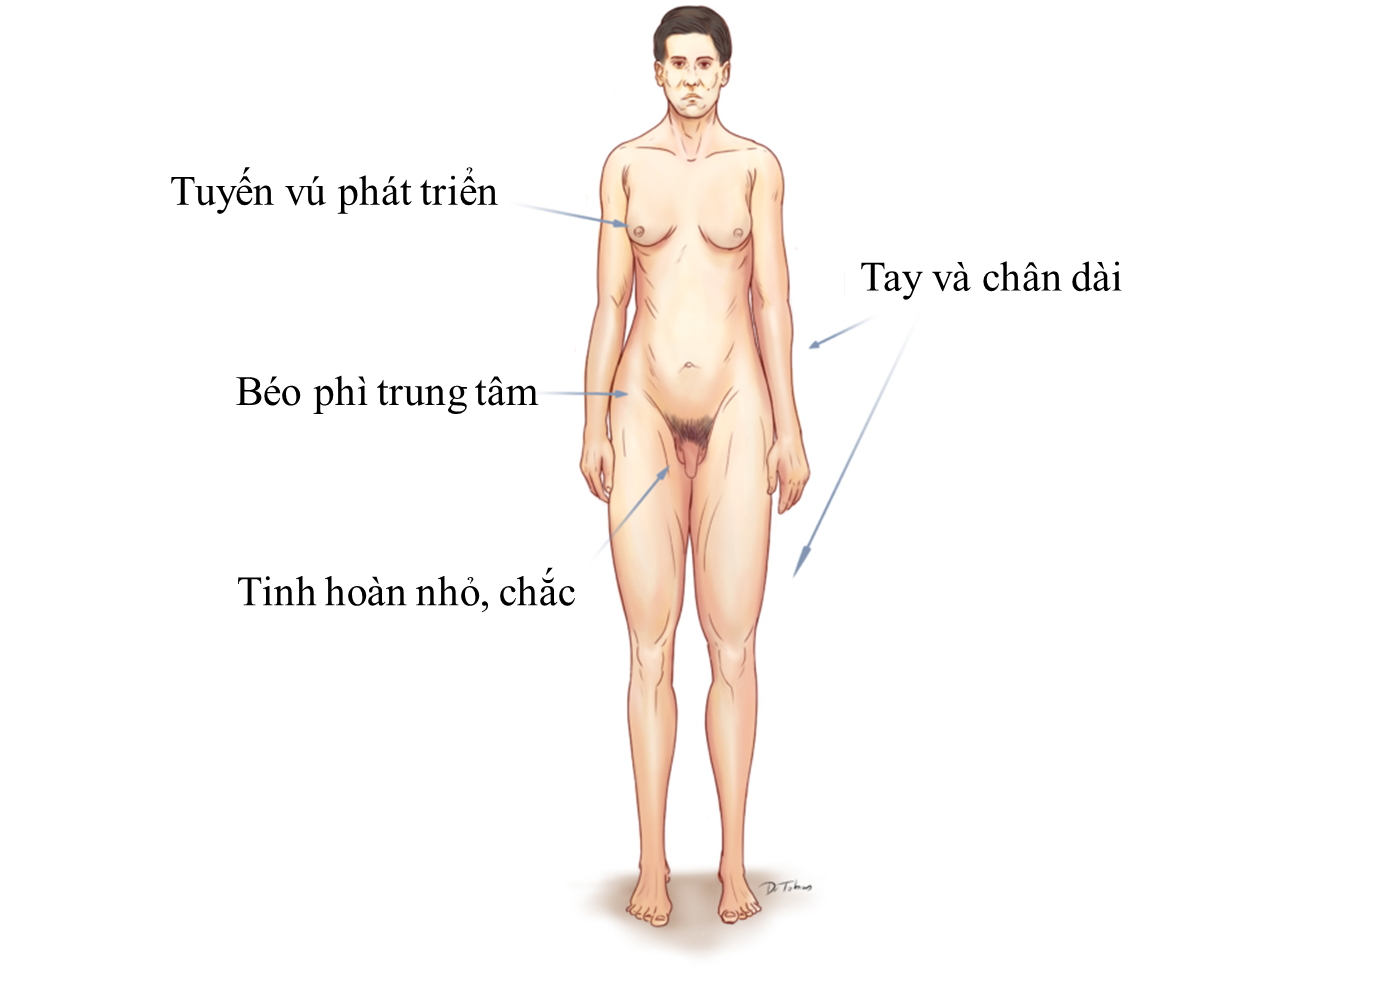 Tuyến vú phát triển
Tay và chân dài
Béo phì trung tâm
Tinh hoàn nhỏ, chắc